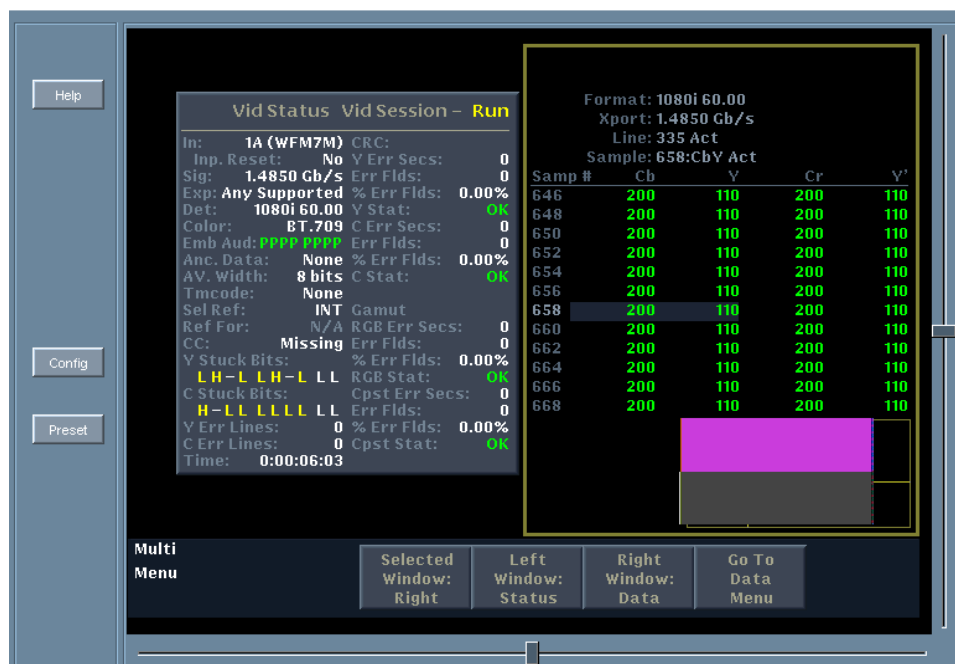 Help
Config
Preset
Vid Status Vid Session – Run
In: 1A (WFM7M) CRC:
Inp. Reset: No Y Err Secs: 0
Sig: 1.4850 Gb/s Err Flds: 0
Exp: Any Supported % Err Flds: 0.00%
Det: 1080i 60.00 Y Stat: OK
Color: BT.709 C Err Secs: 0
Emb Aud: PPPP PPPP Err Flds: 0
Anc. Data: None % Err Flds: 0.00%
AV. Width: 8 bits C Stat: OK
Tmcode: None
Sel Ref: INT Gamut
Ref For: N/A RGB Err Secs: 0
CC: Missing Err Flds: 0
Y Stuck Bits: % Err Flds: 0.00%
LH-L LH-L LL RGB Stat: OK
C Stuck Bits: Cpst Err Secs: 0
H-LL LLLL LL Err Flds: 0
Y Err Lines: 0 % Err Flds: 0.00%
C Err Lines: 0 Cpst Stat: OK
Time: 0:00:06:03
Format: 1080i 60.00
Xport: 1.4850 Gb/s
Line: 335 Act
Sample: 658:CbY Act
Samp # Cb Y Cr Y'
646 200 110 200 110
648 200 110 200 110
650 200 110 200 110
652 200 110 200 110
654 200 110 200 110
656 200 110 200 110
658 200 110 200 110
660 200 110 200 110
662 200 110 200 110
664 200 110 200 110
666 200 110 200 110
668 200 110 200 110
Multi
Menu
Selected
Window:
Right
Left
Window:
Status
Right
Window:
Data
Go To
Data
Menu